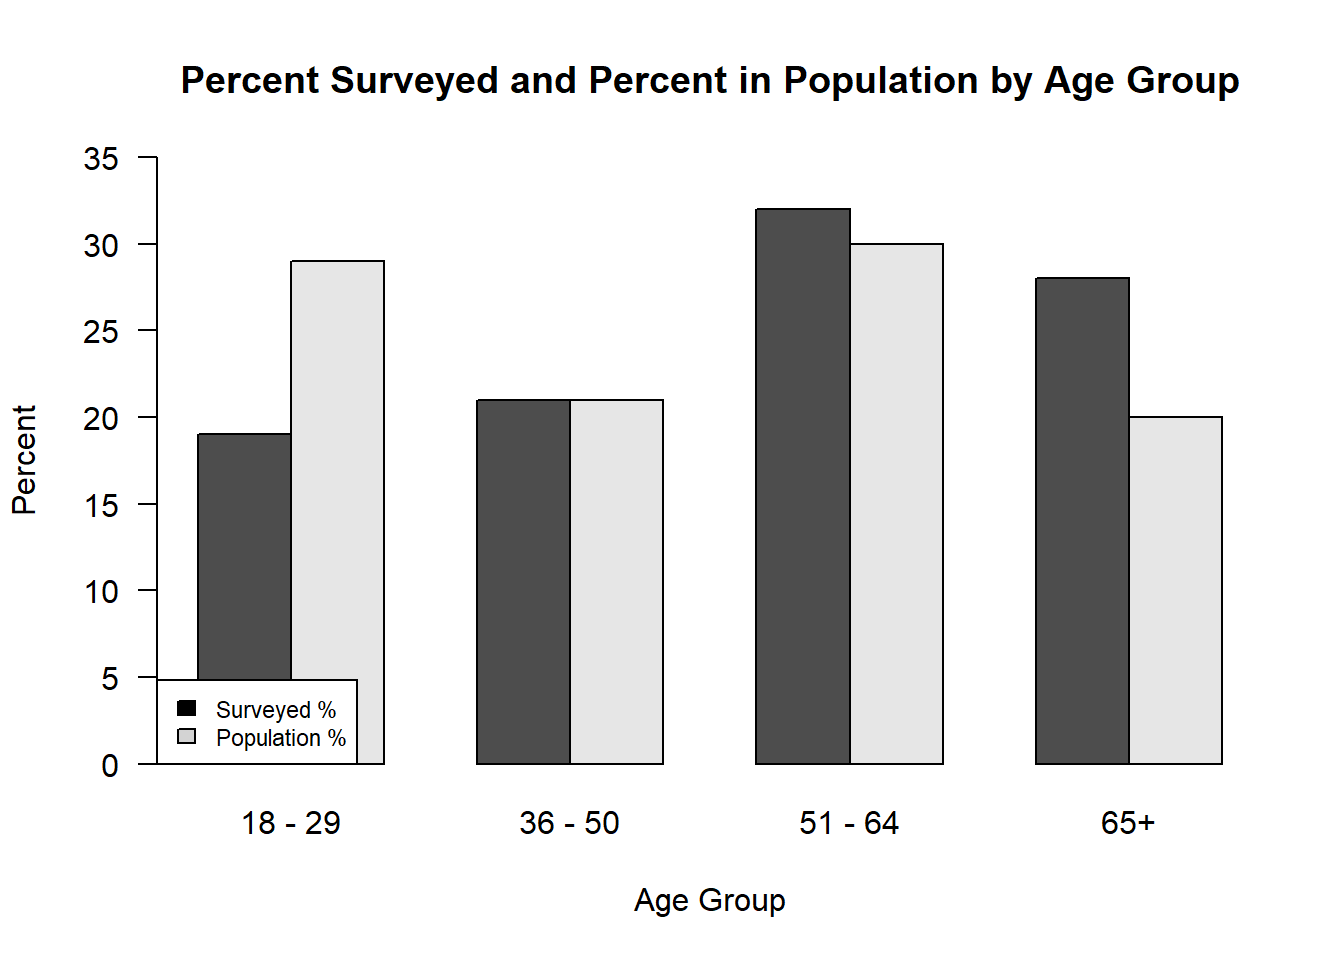 Percent Surveyed and Percent in Population by Age Group
35
30
25
20
15
10
5
0
Percent
Surveyed %
Population %
18 - 29
36 - 50
51 - 64
65+
Age Group